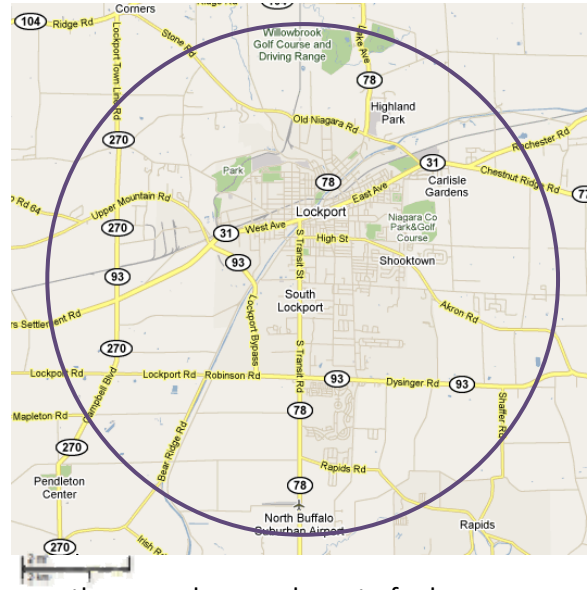 104
Ridge Rd
Corners
104
Willowbrook
Golf Course and
Driving Range
Lake Ave
Stone Rd
Lockport Town Line Rd
78
Highland
Park
Old Niagara Rd
Rochester Rd
270
31
Park
78
East Ave
Carlisle
Gardens
Chestnut Ridge Rd
77
Rd 64
Upper Mountain Rd
270
31
West Ave
Lockport
Niagara Co
Park&Golf
Course
High St
S Transit St
93
93
Shooktown
South
Lockport
Lockport Bypass
Akron Rd
rs Settlement Rd
270
S Transit Rd
Lockport Rd
Lockport Rd
Robinson Rd
93
Dysinger Rd
93
Campbell Blvd
Mapleton Rd
78
Shaffer Rd
270
Bear Ridge Rd
Rapids Rd
Pendleton
Center
78
North Buffalo
Suburban Airport
Rapids
270
Irish Rd